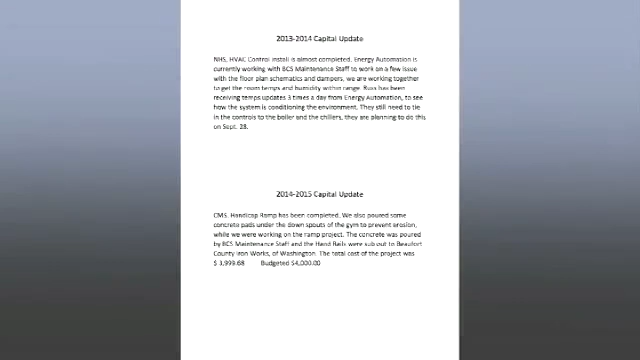 2013-2014 Capital Update
NHS, HVAC Control install is almost completed. Energy Automation is
currently working with BCS Maintenance Staff to work on a few issue
with the floor plan schematics and dampers, we are working together
to get the room temps and humidity within range. Russ has been
receiving temps updates 3 times a day from Energy Automation, to see
how the system is conditioning the environment. They still need to tie
in the controls to the boiler and the chillers, they are planning to do this
on Sept. 28.
2014-2015 Capital Update
CMS. Handicap Ramp has been completed. We also poured some
concrete pads under the down spouts of the gym to prevent erosion,
while we were working on the ramp project. The concrete was poured
by BCS Maintenance Staff and the Hand Rails were sub out to Beaufort
County Iron Works, of Washington. The total cost of the project was
$ 3,999.68 Budgeted $4,000.00